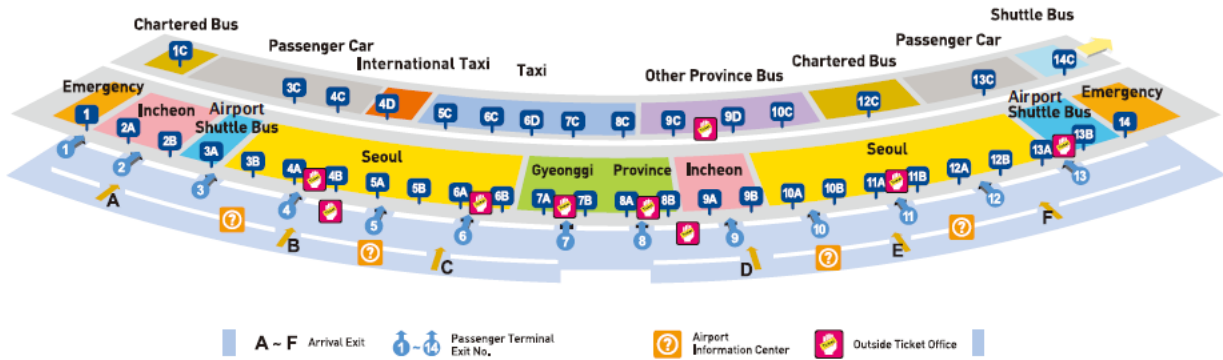 Chartered Bus
1C
Passenger Car
3C
4C
International Taxi
4D
Taxi
5C
6C
6D
7C
8C
Other Province Bus
9C
9D
10C
Chartered Bus
12C
Passenger Car
13C
Shuttle Bus
14C
Emergency
1
Incheon
2A
2B
Airport
Shuttle Bus
3A
3B
Seoul
4A
4B
5A
5B
6A
6B
Gyeonggi Province
7A
7B
8A
8B
Incheon
9A
9B
Seoul
10A
10B
11A
11B
12A
12B
Airport
Shuttle Bus
13A
13B
Emergency
14
1
2
3
4
5
6
7
8
9
10
11
12
13
A
B
C
D
E
F
A ~ F Arrival Exit
1 ~ 14 Passenger Terminal
Exit No.
? Airport
Information Center
Outside Ticket Office